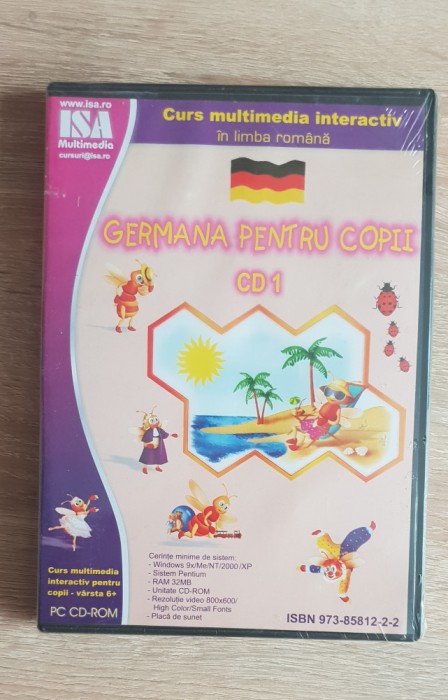 www.isa.ro
ISA
Multimedia
cursuri@isa.ro
Curs multimedia interactiv
în limba română
GERMANA PENTRU COPII
CD 1
Cerinţe minime de sistem:
- Windows 9x/Me/NT/2000/XP
- Sistem Pentium
- RAM 32MB
- Unitate CD-ROM
- Rezoluţie video 800x600/
High Color/Small Fonts
- Placă de sunet
Curs multimedia
interactiv pentru
copii - vârsta 6+
PC CD-ROM
ISBN 973-85812-2-2